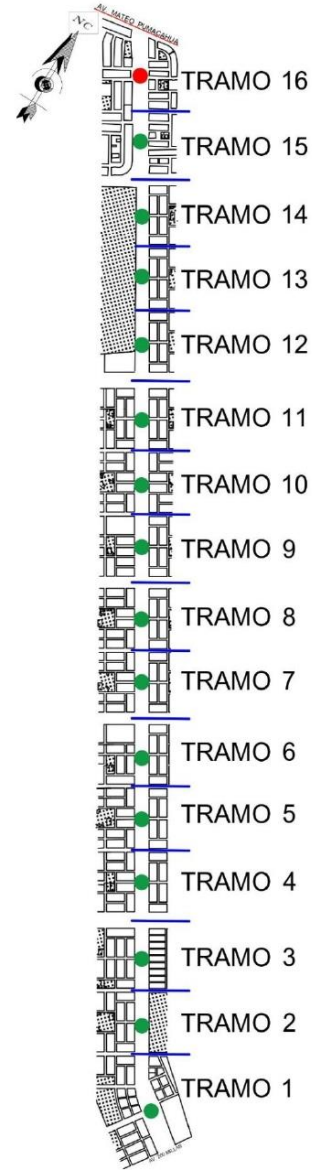 AV. MATEO PUMACAHUA
NC
TRAMO 16
TRAMO 15
TRAMO 14
TRAMO 13
TRAMO 12
TRAMO 11
TRAMO 10
TRAMO 9
TRAMO 8
TRAMO 7
TRAMO 6
TRAMO 5
TRAMO 4
TRAMO 3
TRAMO 2
TRAMO 1